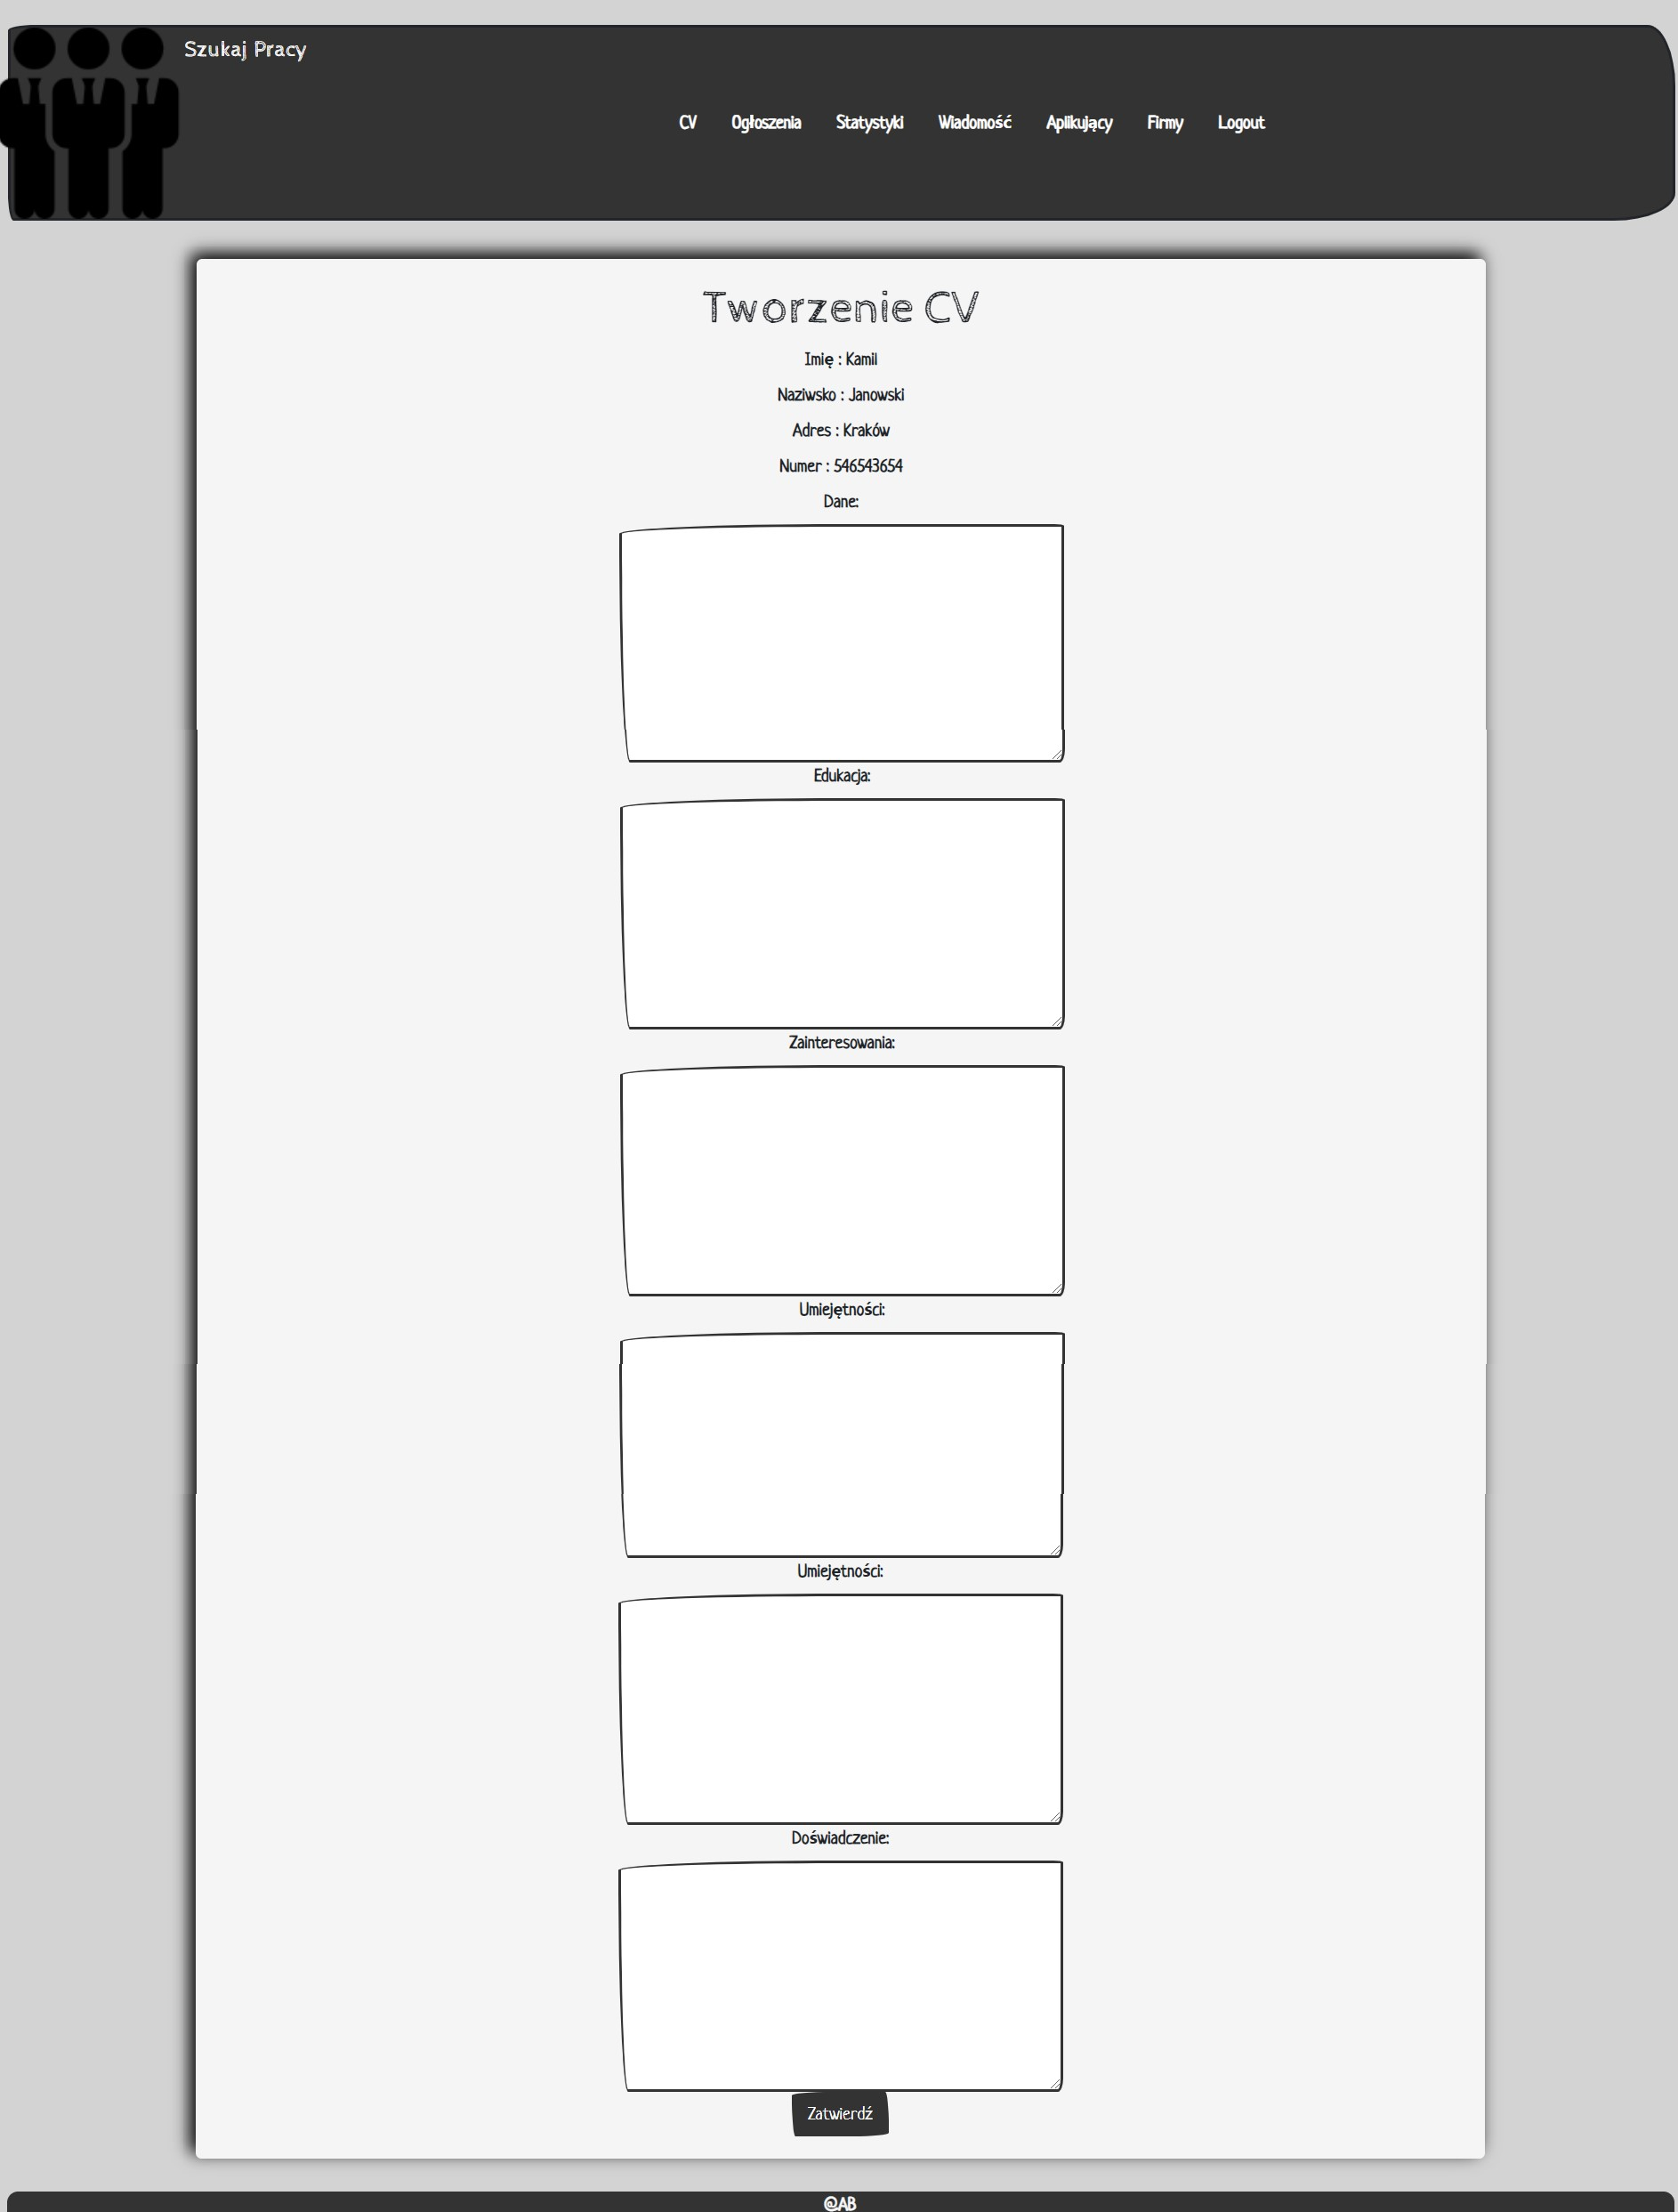 Szukaj Pracy
CV Ogłoszenia Statystyki Wiadomość Aplikujący Firmy Logout
Tworzenie CV
Imię : Kamil
Naziwsko : Janowski
Adres : Kraków
Numer : 546543654
Dane:
Edukacja:
Zainteresowania:
Umiejętności:
Umiejętności:
Doświadczenie:
Zatwierdź
@AB